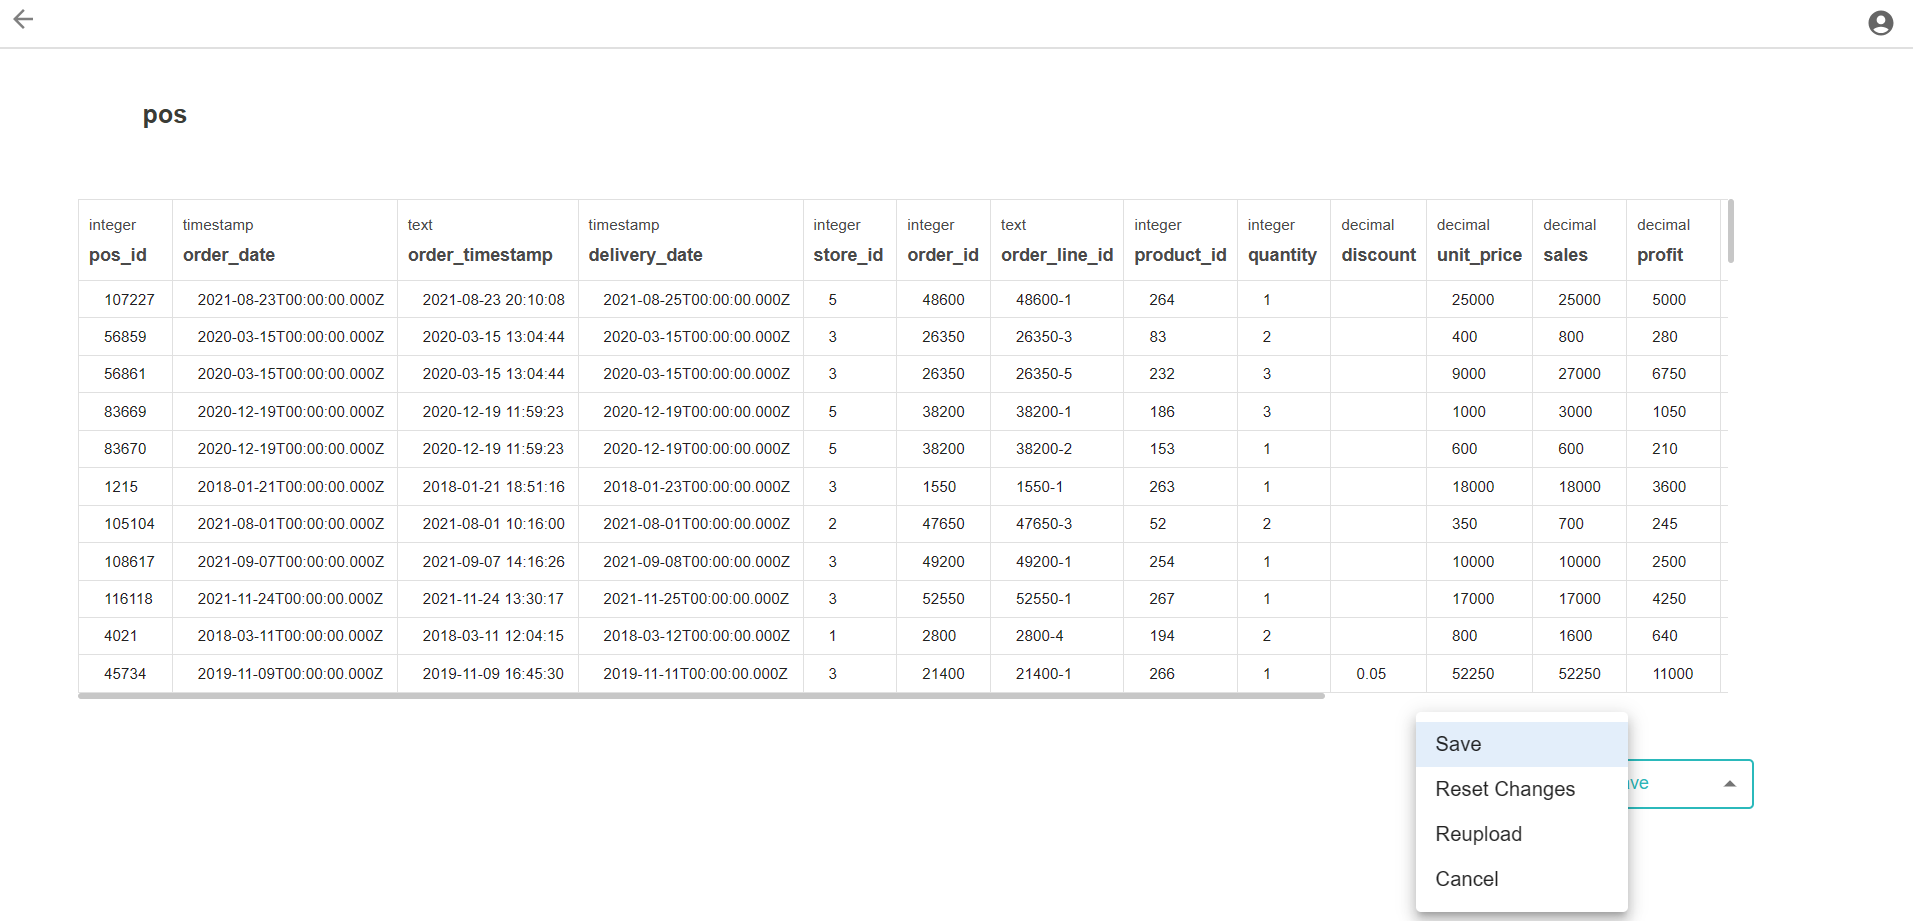 pos
integer timestamp text timestamp integer integer text integer integer decimal decimal decimal decimal
pos_id order_date order_timestamp delivery_date store_id order_id order_line_id product_id quantity discount unit_price sales profit
107227 2021-08-23T00:00:00.000Z 2021-08-23 20:10:08 2021-08-25T00:00:00.000Z 5 48600 48600-1 264 1 25000 25000 5000
56859 2020-03-15T00:00:00.000Z 2020-03-15 13:04:44 2020-03-15T00:00:00.000Z 3 26350 26350-3 83 2 400 800 280
56861 2020-03-15T00:00:00.000Z 2020-03-15 13:04:44 2020-03-15T00:00:00.000Z 3 26350 26350-5 232 3 9000 27000 6750
83669 2020-12-19T00:00:00.000Z 2020-12-19 11:59:23 2020-12-19T00:00:00.000Z 5 38200 38200-1 186 3 1000 3000 1050
83670 2020-12-19T00:00:00.000Z 2020-12-19 11:59:23 2020-12-19T00:00:00.000Z 5 38200 38200-2 153 1 600 600 210
1215 2018-01-21T00:00:00.000Z 2018-01-21 18:51:16 2018-01-23T00:00:00.000Z 3 1550 1550-1 263 1 18000 18000 3600
105104 2021-08-01T00:00:00.000Z 2021-08-01 10:16:00 2021-08-01T00:00:00.000Z 2 47650 47650-3 52 2 350 700 245
108617 2021-09-07T00:00:00.000Z 2021-09-07 14:16:26 2021-09-08T00:00:00.000Z 3 49200 49200-1 254 1 10000 10000 2500
116118 2021-11-24T00:00:00.000Z 2021-11-24 13:30:17 2021-11-25T00:00:00.000Z 3 52550 52550-1 267 1 17000 17000 4250
4021 2018-03-11T00:00:00.000Z 2018-03-11 12:04:15 2018-03-12T00:00:00.000Z 1 2800 2800-4 194 2 800 1600 640
45734 2019-11-09T00:00:00.000Z 2019-11-09 16:45:30 2019-11-11T00:00:00.000Z 3 21400 21400-1 266 1 0.05 52250 52250 11000
Save
Reset Changes
Reupload
Cancel